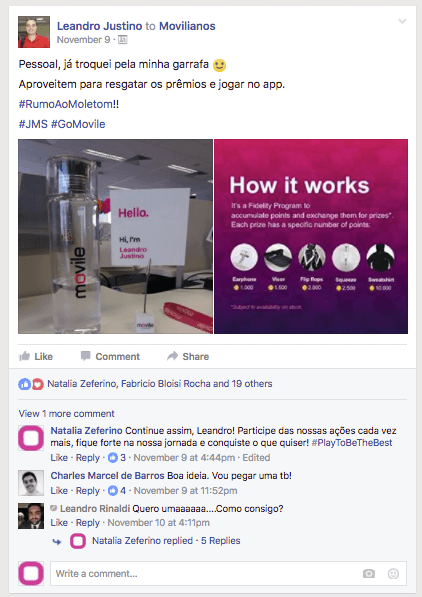 Leandro Justino to Movilianos
November 9 ·
Pessoal, já troquei pela minha garrafa
Aproveitem para resgatar os prêmios e jogar no app.
#RumoAoMoletom!!
#JMS #GoMovile
movile
Hello.
Hi, I'm
Leandro
Justino
movile
How it works
It's a Fidelity Program to
accumulate points and exchange them for prizes*.
Each prize has a specific number of points:
Earphone
Visor
Flip flops
Squeeze
Sweatshirt
1.000
1.500
2.000
2.500
10.000
*Subject to availability on stock.
Like
Comment
Share
Natalia Zeferino, Fabricio Bloisi Rocha and 19 others
View 1 more comment
Natalia Zeferino Continue assim, Leandro! Participe das nossas ações cada vez
mais, fique forte na nossa jornada e conquiste o que quiser! #PlayToBeTheBest
Like · Reply · 3 · November 9 at 4:44pm · Edited
Charles Marcel de Barros Boa ideia. Vou pegar uma tb!
Like · Reply · 4 · November 9 at 11:52pm
Leandro Rinaldi Quero umaaaaaa....Como consigo?
Like · Reply · November 10 at 4:11pm
Natalia Zeferino replied · 5 Replies
Write a comment...